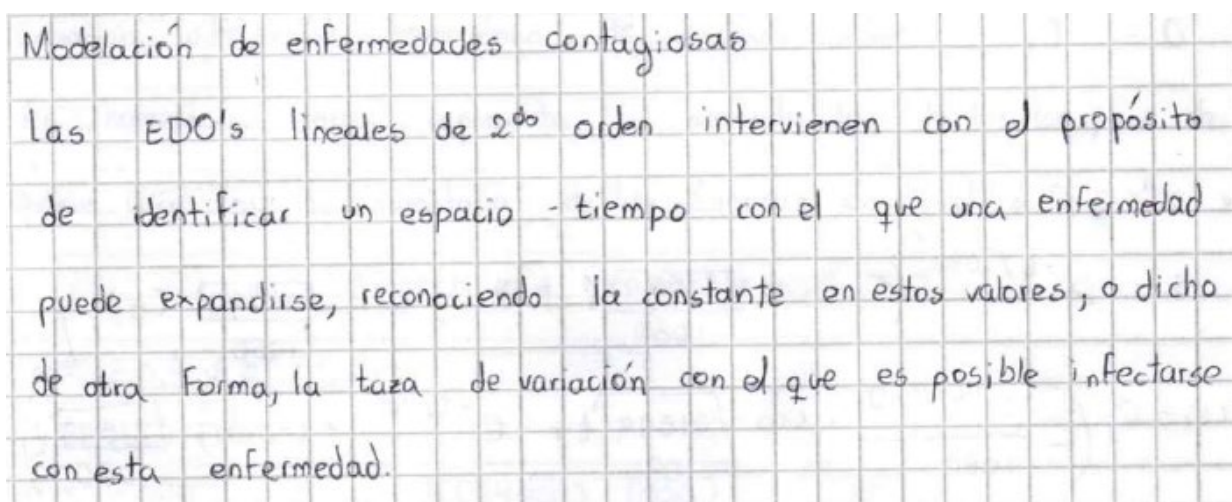 Modelación de enfermedades contagiosas
las EDO's lineales de 2do orden intervienen con el propósito
de identificar un espacio - tiempo con el que una enfermedad
puede expandirse, reconociendo la constante en estos valores, o dicho
de otra forma, la taza de variación con el que es posible infectarse
con esta enfermedad.